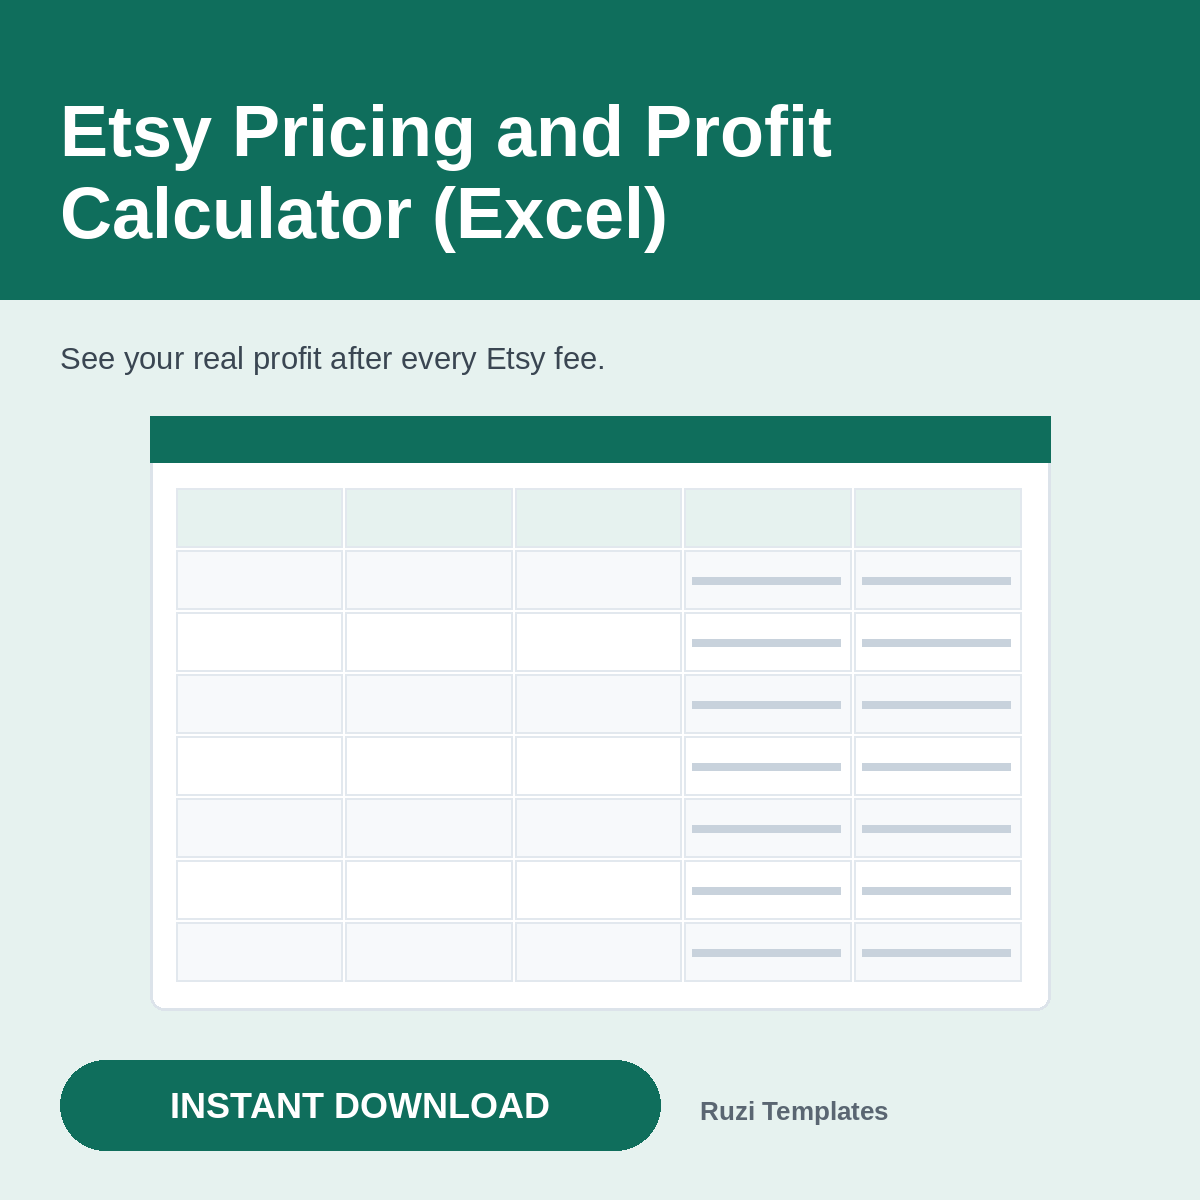 Etsy Pricing and Profit
Calculator (Excel)
See your real profit after every Etsy fee.
INSTANT DOWNLOAD
Ruzi Templates